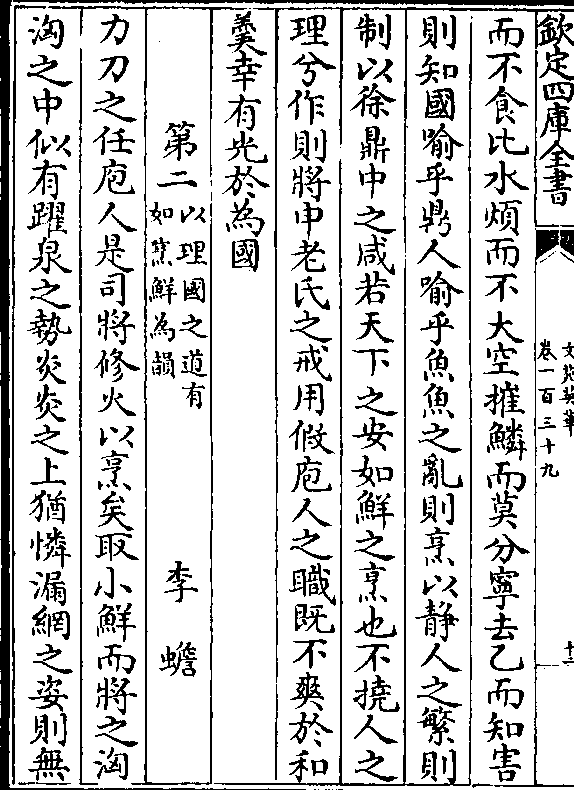 欽定四庫全書
文苑英華
卷一百三十九
十二
而不食比水煩而不大空摧鱗而莫分寧去乙而知害
則知國喻乎鼎人喻乎魚魚之亂則烹以静人之繁則
制以徐鼎中之咸若天下之安如鮮之烹也不撓人之
理兮作則將申老氏之戒用假庖人之職既不爽於和
羹幸有光於為國
第二以理國之道有如烹鮮為韻 李蟾
力刀之任庖人是司將修火以烹矣取小鮮而將之洶
洶之中似有躍泉之勢炎炎之上猶憐漏網之姿則無